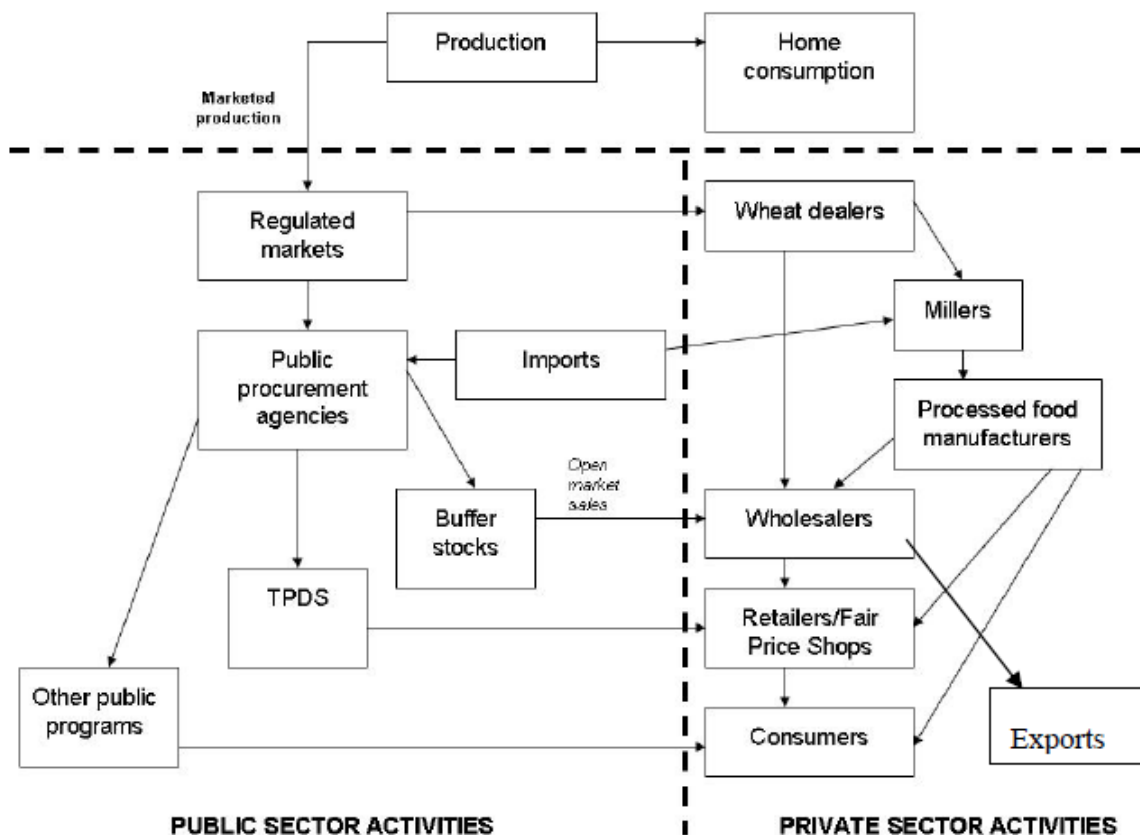 Production
Home
consumption
Marketed
production
Regulated
markets
Wheat dealers
Millers
Public
procurement
agencies
Imports
Processed food
manufacturers
Open
market
sales
Buffer
stocks
Wholesalers
TPDS
Retailers/Fair
Price Shops
Other public
programs
Consumers
Exports
PUBLIC SECTOR ACTIVITIES
PRIVATE SECTOR ACTIVITIES